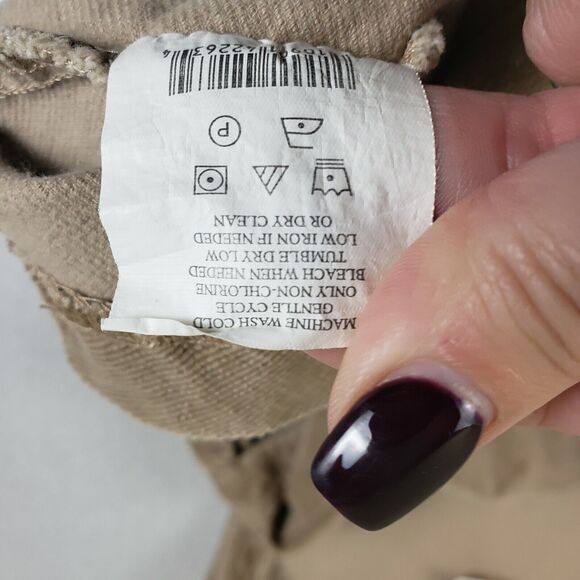 MACHINE WASH COLD
GENTLE CYCLE
ONLY NON-CHLORINE
BLEACH WHEN NEEDED
TUMBLE DRY LOW
LOW IRON IF NEEDED
OR DRY CLEAN
P